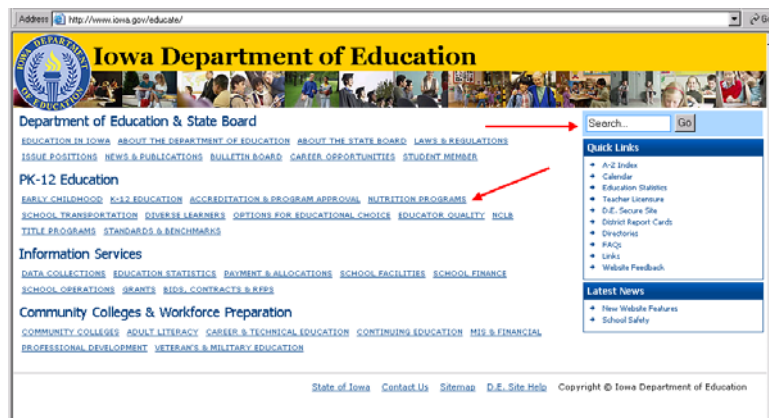 Address http://www.iowa.gov/educate/
IOWA DEPARTMENT OF EDUCATION
Iowa Department of Education
Department of Education & State Board
EDUCATION IN IOWA ABOUT THE DEPARTMENT OF EDUCATION ABOUT THE STATE BOARD LAWS & REGULATIONS
ISSUE POSITIONS NEWS & PUBLICATIONS BULLETIN BOARD CAREER OPPORTUNITIES STUDENT MEMBER
PK-12 Education
EARLY CHILDHOOD K-12 EDUCATION ACCREDITATION & PROGRAM APPROVAL NUTRITION PROGRAMS
SCHOOL TRANSPORTATION DIVERSE LEARNERS OPTIONS FOR EDUCATIONAL CHOICE EDUCATOR QUALITY NCLB
TITLE PROGRAMS STANDARDS & BENCHMARKS
Information Services
DATA COLLECTIONS EDUCATION STATISTICS PAYMENT & ALLOCATIONS SCHOOL FACILITIES SCHOOL FINANCE
SCHOOL OPERATIONS GRANTS BIDS, CONTRACTS & RFPS
Community Colleges & Workforce Preparation
COMMUNITY COLLEGES ADULT LITERACY CAREER & TECHNICAL EDUCATION CONTINUING EDUCATION MIS & FINANCIAL
PROFESSIONAL DEVELOPMENT VETERAN'S & MILITARY EDUCATION
Search... Go
Quick Links
A-Z Index
Calendar
Education Statistics
Teacher Licensure
D.E. Secure Site
District Report Cards
Directories
FAQs
Links
Website Feedback
Latest News
New Website Features
School Safety
State of Iowa Contact Us Sitemap D.E. Site Help Copyright © Iowa Department of Education